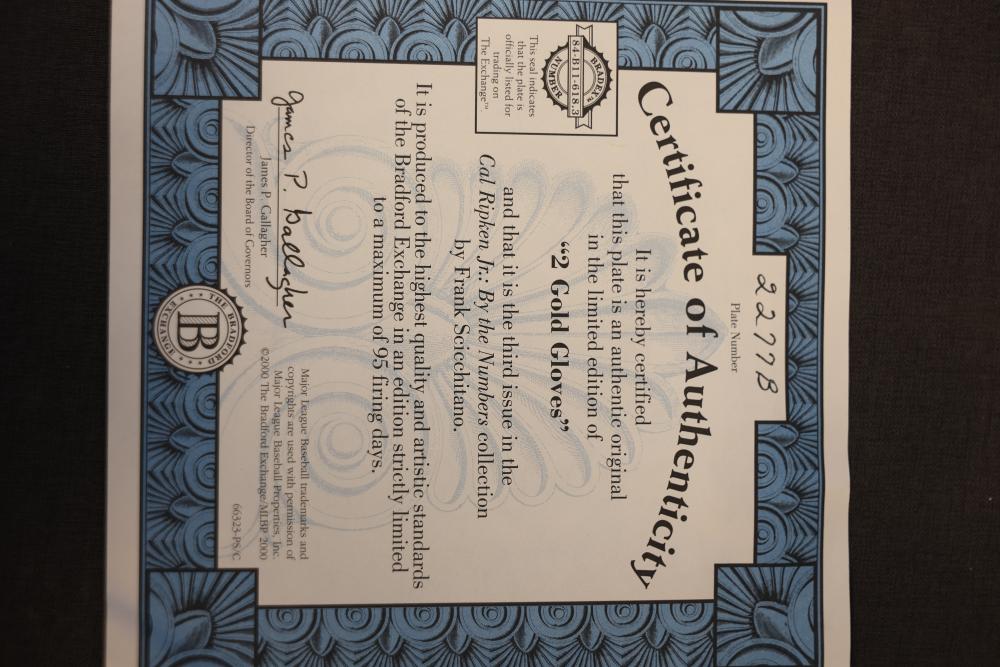 2277B
Plate Number
Certificate of Authenticity
It is hereby certified
that this plate is an authentic original
in the limited edition of
“2 Gold Gloves”
and that it is the third issue in the
Cal Ripken Jr.: By the Numbers collection
by Frank Scicchitano.
It is produced to the highest quality and artistic standards
of the Bradford Exchange in an edition strictly limited
to a maximum of 95 firing days.
BRADEX
84-B11-618.3
NUMBER
This seal indicates
that the plate is
officially listed for
trading on
The Exchange™.
James P. Gallagher
James P. Gallagher
Director of the Board of Governors
THE BRADFORD
B
EXCHANGE
Major League Baseball trademarks and
copyrights are used with permission of
Major League Baseball Properties, Inc.
©2000 The Bradford Exchange/MLBP 2000
66323-PS/C